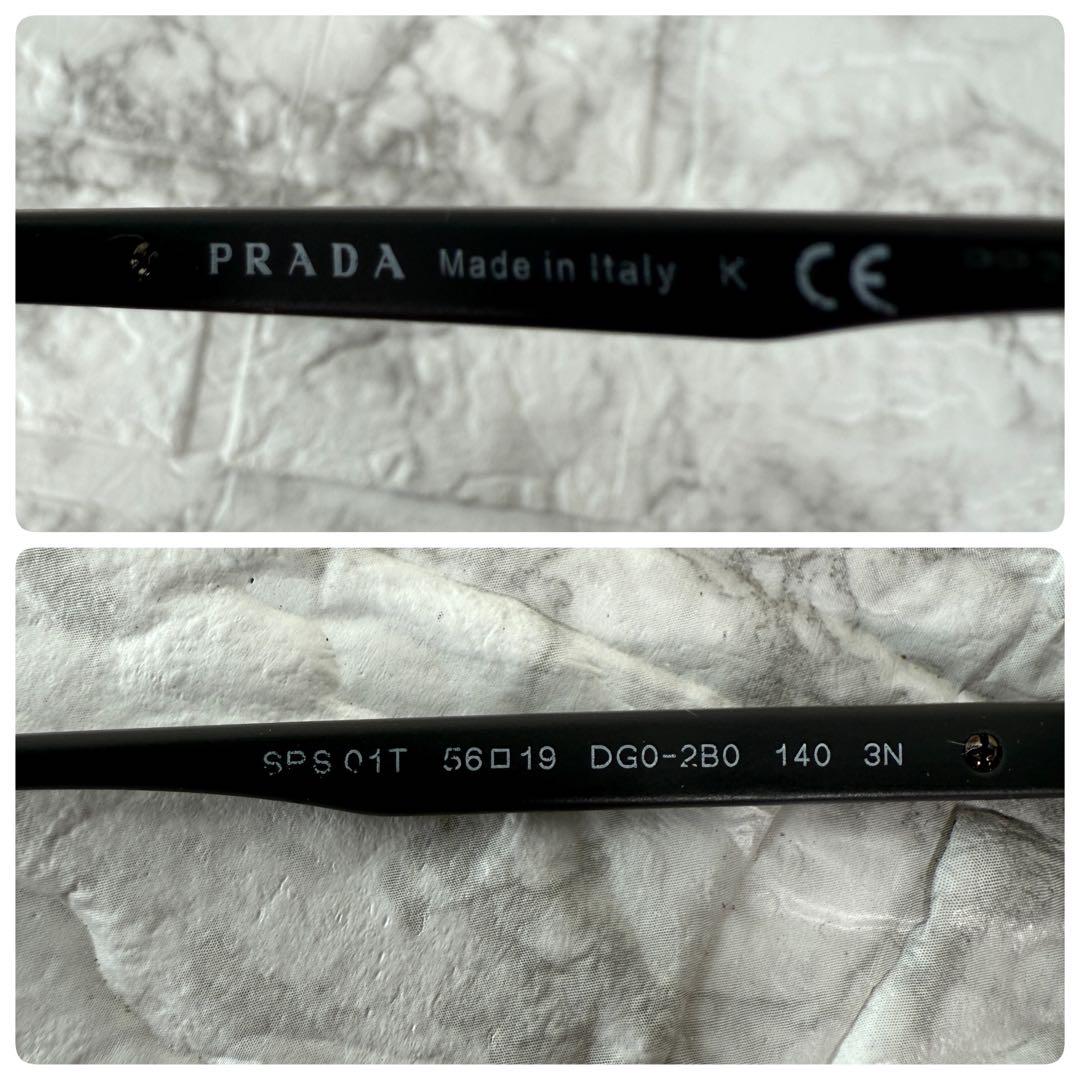 PRADA Made in Italy K CE
SPS 01T 56□19 DG0-2B0 140 3N